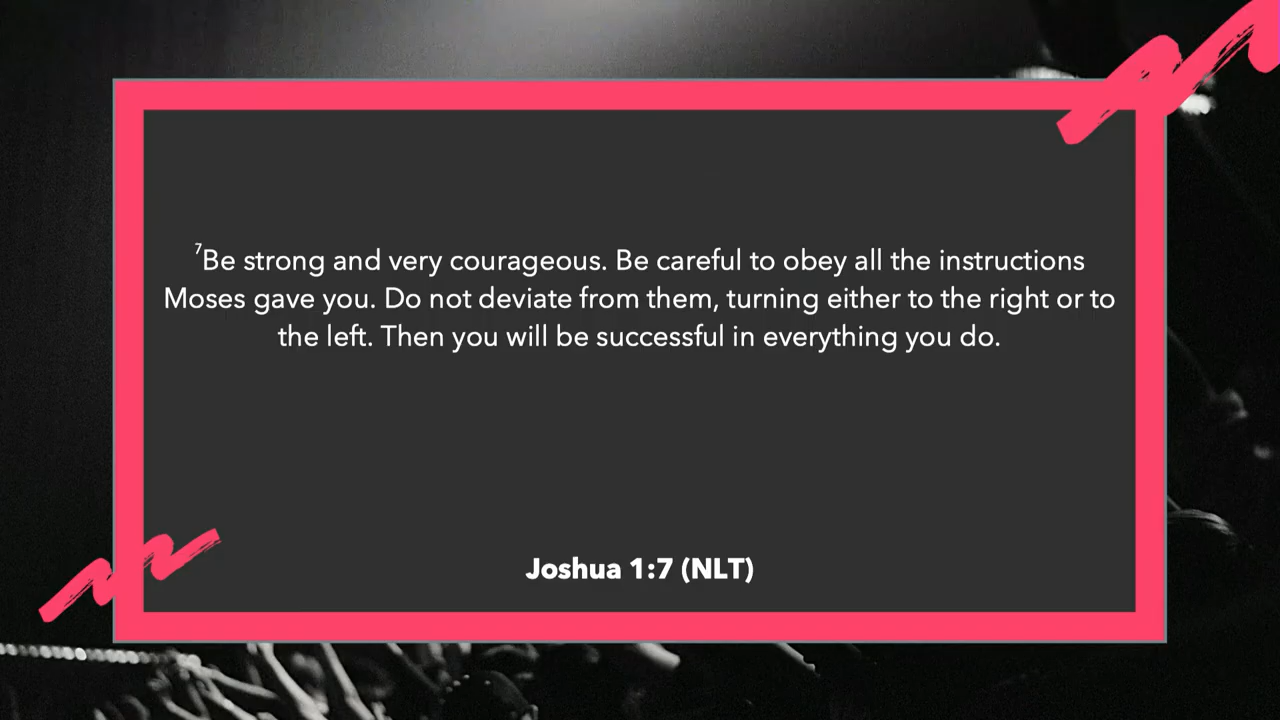 ⁷Be strong and very courageous. Be careful to obey all the instructions
Moses gave you. Do not deviate from them, turning either to the right or to
the left. Then you will be successful in everything you do.
Joshua 1:7 (NLT)